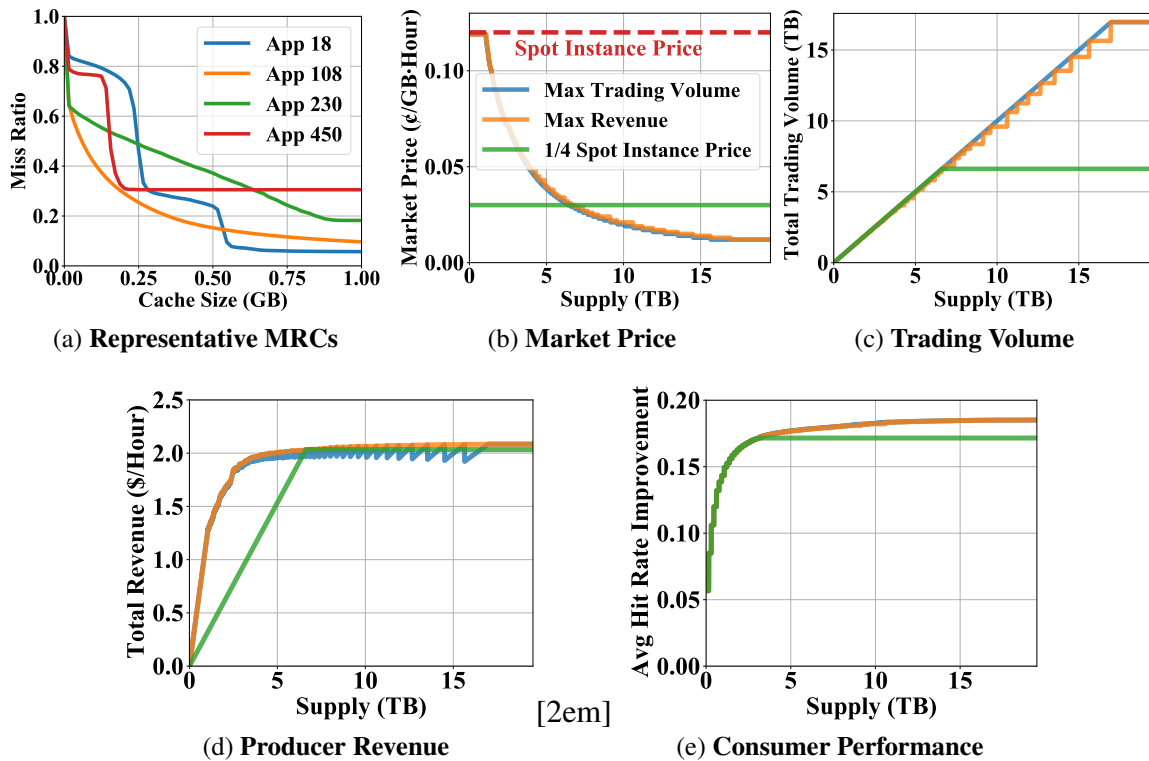 1.0
0.8
0.6
0.4
0.2
0.0
0.00
0.25
0.50
0.75
1.00
Miss Ratio
Cache Size (GB)
App 18
App 108
App 230
App 450
(a) Representative MRCs
0.10
0.05
0.00
0
5
10
15
Market Price (¢/GB·Hour)
Supply (TB)
Spot Instance Price
Max Trading Volume
Max Revenue
1/4 Spot Instance Price
(b) Market Price
15
10
5
0
0
5
10
15
Total Trading Volume (TB)
Supply (TB)
(c) Trading Volume
2.5
2.0
1.5
1.0
0.5
0.0
0
5
10
15
Total Revenue ($/Hour)
Supply (TB)
(d) Producer Revenue
[2em]
0.20
0.15
0.10
0.05
0.00
0
5
10
15
Avg Hit Rate Improvement
Supply (TB)
(e) Consumer Performance